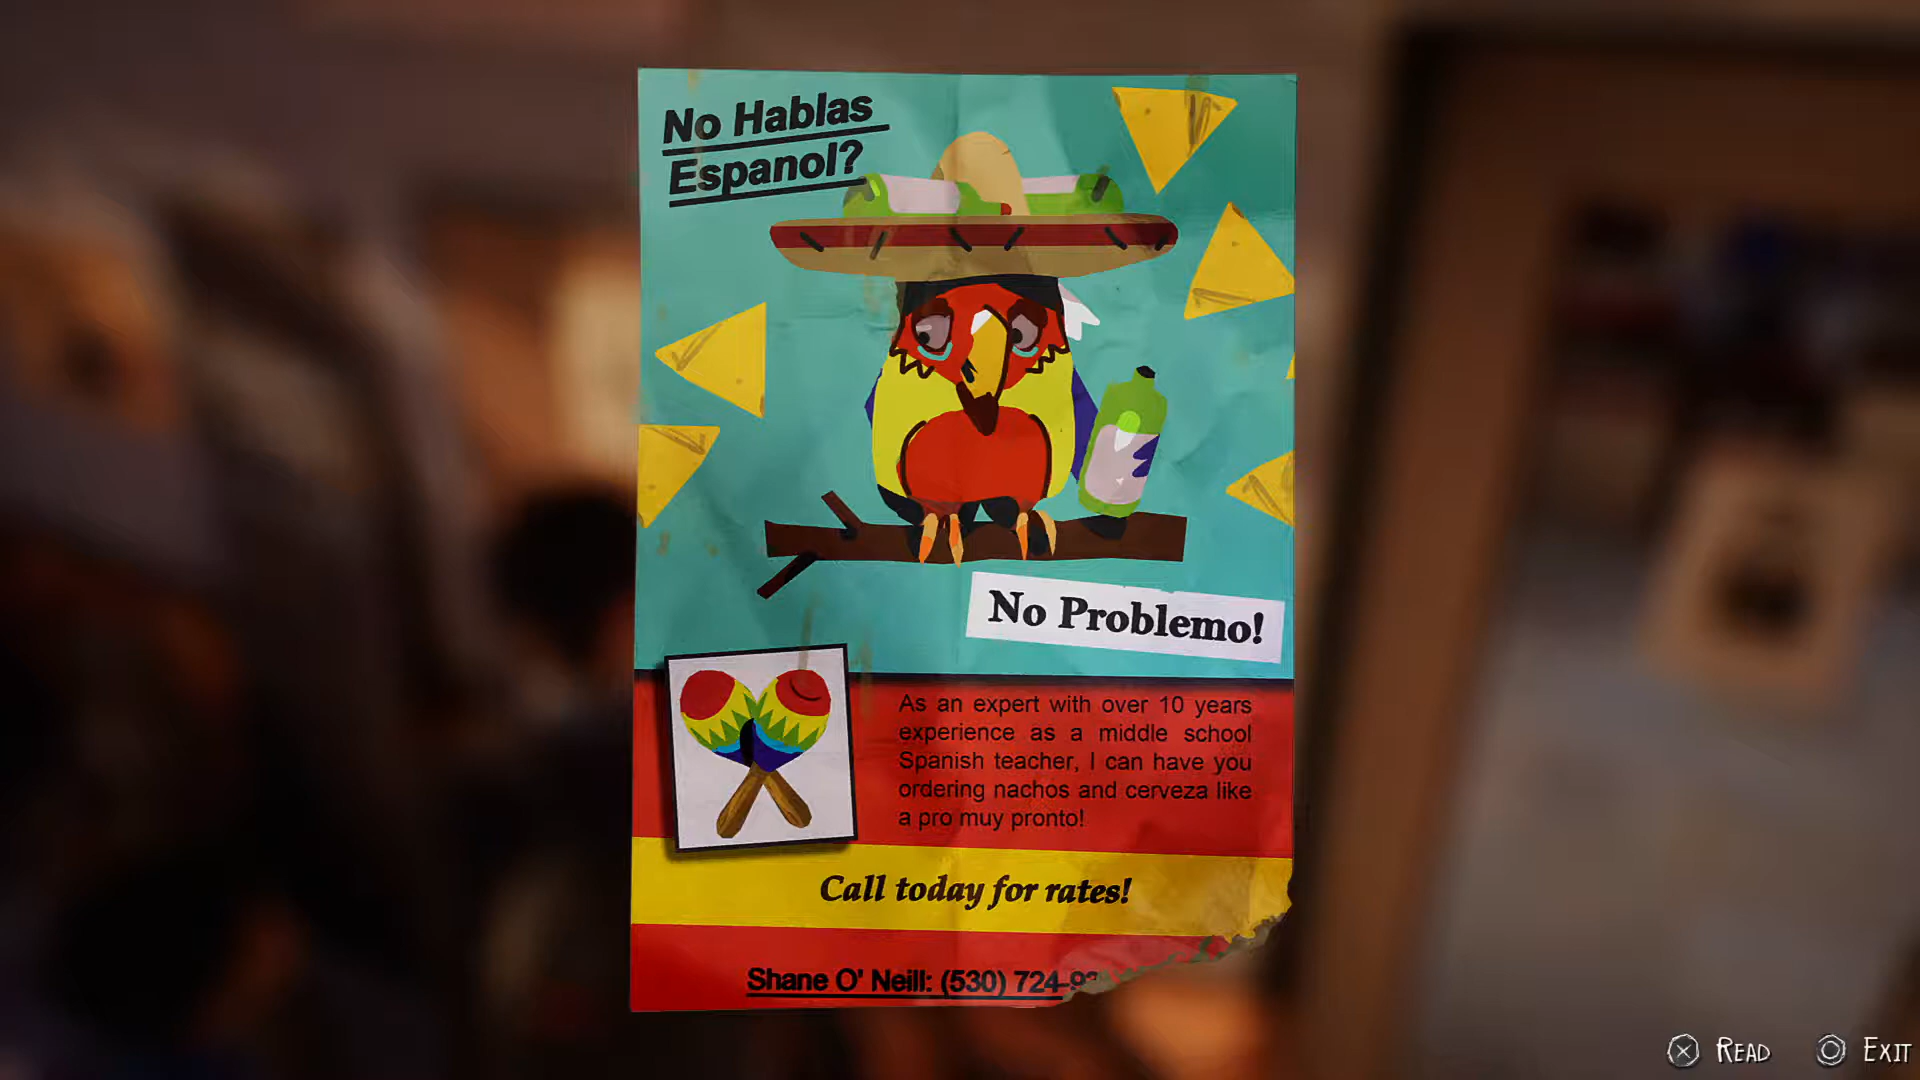 No Hablas
Espanol?
No Problemo!
As an expert with over 10 years
experience as a middle school
Spanish teacher, I can have you
ordering nachos and cerveza like
a pro muy pronto!
Call today for rates!
Shane O' Neill: (530) 724-9
READ
EXIT